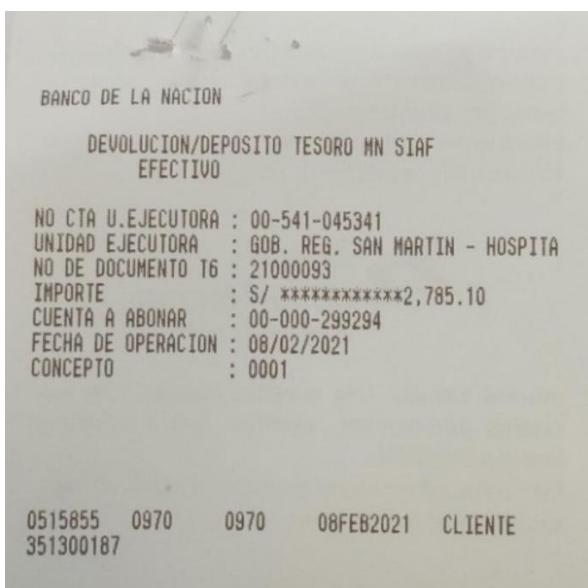 BANCO DE LA NACION
DEVOLUCION/DEPOSITO TESORO MN SIAF
EFECTIVO
NO CTA U.EJECUTORA : 00-541-045341
UNIDAD EJECUTORA : GOB. REG. SAN MARTIN - HOSPITA
NO DE DOCUMENTO T6 : 21000093
IMPORTE : S/ ************2,785.10
CUENTA A ABONAR : 00-000-299294
FECHA DE OPERACION : 08/02/2021
CONCEPTO : 0001
0515855 0970 0970 08FEB2021 CLIENTE
351300187